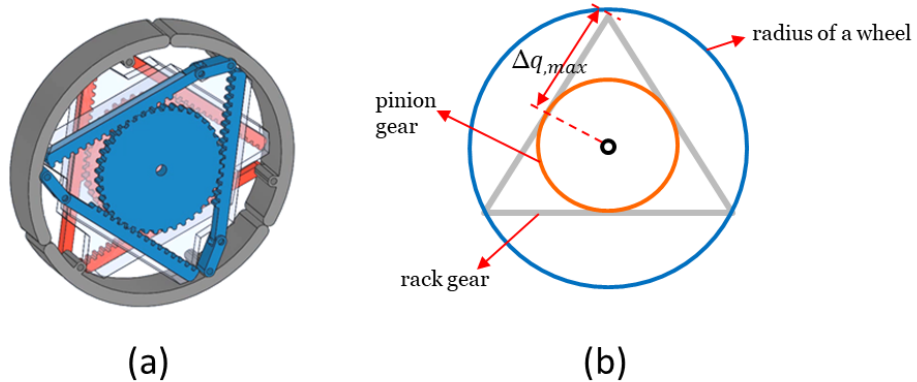 radius of a wheel
Δq,max
pinion
gear
rack gear
(a)
(b)